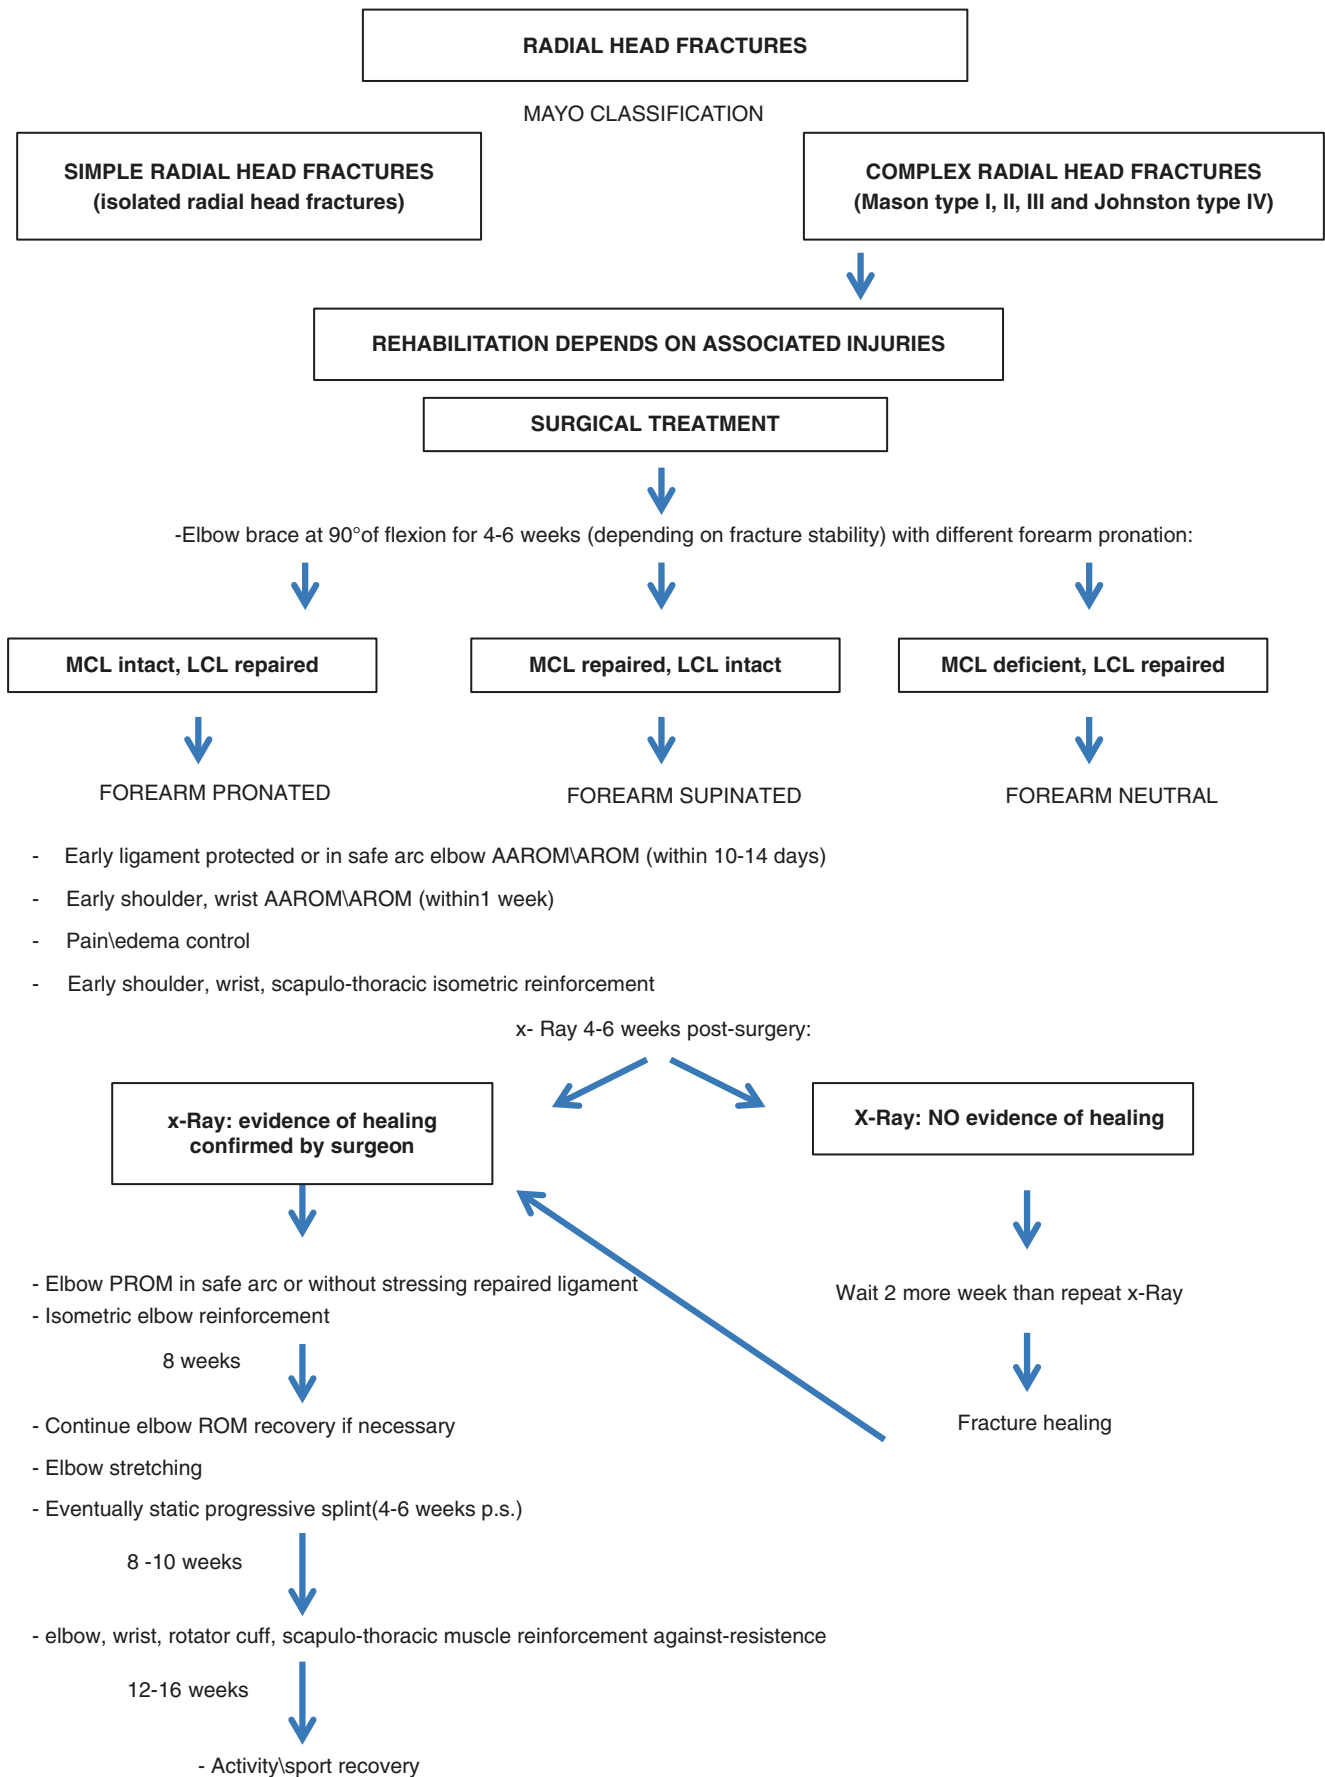 RADIAL HEAD FRACTURES
MAYO CLASSIFICATION
SIMPLE RADIAL HEAD FRACTURES
(isolated radial head fractures)
COMPLEX RADIAL HEAD FRACTURES
(Mason type I, II, III and Johnston type IV)
REHABILITATION DEPENDS ON ASSOCIATED INJURIES
SURGICAL TREATMENT
-Elbow brace at 90°of flexion for 4-6 weeks (depending on fracture stability) with different forearm pronation:
MCL intact, LCL repaired
MCL repaired, LCL intact
MCL deficient, LCL repaired
FOREARM PRONATED
FOREARM SUPINATED
FOREARM NEUTRAL
- Early ligament protected or in safe arc elbow AAROM\AROM (within 10-14 days)
- Early shoulder, wrist AAROM\AROM (within1 week)
- Pain\edema control
- Early shoulder, wrist, scapulo-thoracic isometric reinforcement
x- Ray 4-6 weeks post-surgery:
x-Ray: evidence of healing
confirmed by surgeon
X-Ray: NO evidence of healing
- Elbow PROM in safe arc or without stressing repaired ligament
- Isometric elbow reinforcement
Wait 2 more week than repeat x-Ray
8 weeks
- Continue elbow ROM recovery if necessary
Fracture healing
- Elbow stretching
- Eventually static progressive splint(4-6 weeks p.s.)
8 -10 weeks
- elbow, wrist, rotator cuff, scapulo-thoracic muscle reinforcement against-resistence
12-16 weeks
- Activity\sport recovery